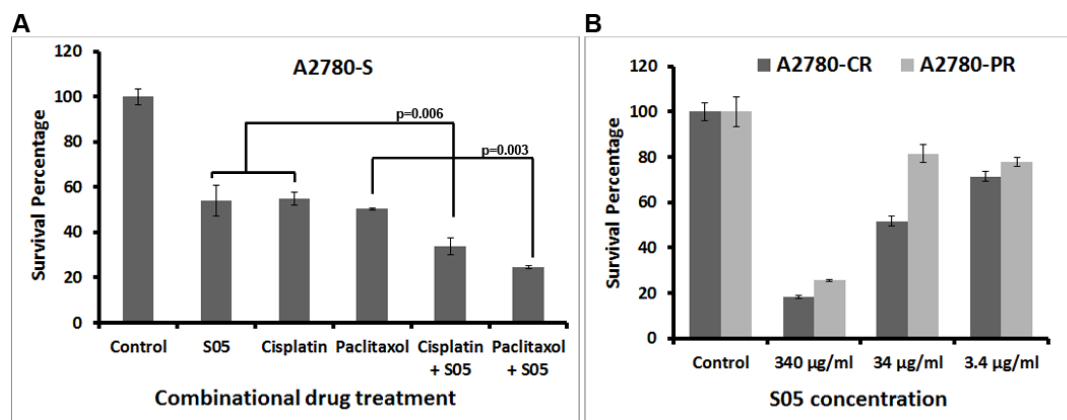 A
120
100
80
60
40
20
0
Survival Percentage
A2780-S
p=0.006
p=0.003
Control S05 Cisplatin Paclitaxol Cisplatin Paclitaxol
+ S05 + S05
Combinational drug treatment
B
120
100
80
60
40
20
0
Survival Percentage
A2780-CR A2780-PR
Control 340 µg/ml 34 µg/ml 3.4 µg/ml
S05 concentration